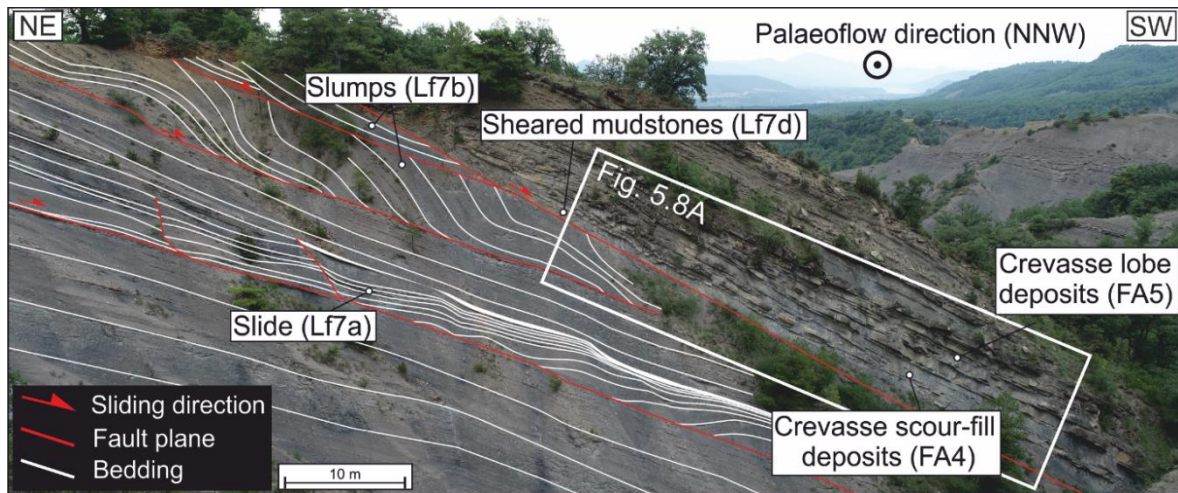 NE
SW
Palaeoflow direction (NNW)
Slumps (Lf7b)
Sheared mudstones (Lf7d)
Fig. 5.8A
Crevasse lobe
deposits (FA5)
Slide (Lf7a)
Crevasse scour-fill
deposits (FA4)
Sliding direction
Fault plane
Bedding
10 m